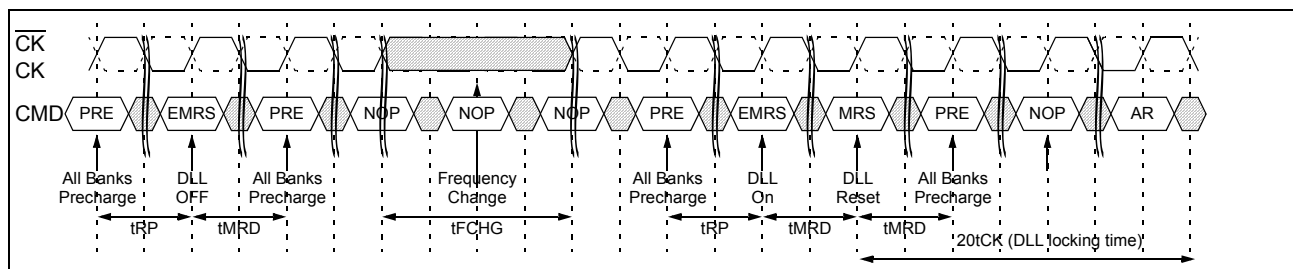 CK
CK
CMD PRE EMRS PRE NOP NOP NOP PRE EMRS MRS PRE NOP AR
All Banks Precharge
DLL OFF
All Banks Precharge
Frequency Change
All Banks Precharge
DLL On
DLL Reset
All Banks Precharge
tRP tMRD tFCHG tRP tMRD tMRD
20tCK (DLL locking time)